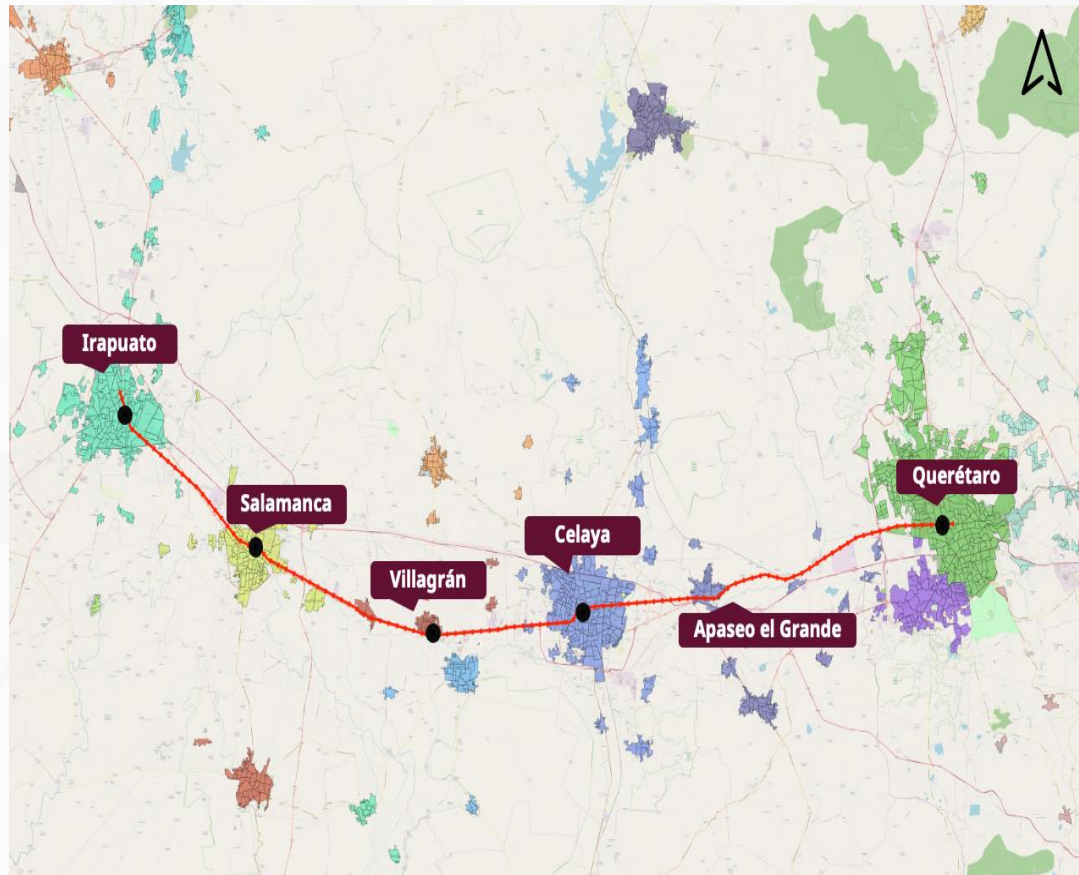 Irapuato
Salamanca
Villagrán
Celaya
Apaseo el Grande
Querétaro